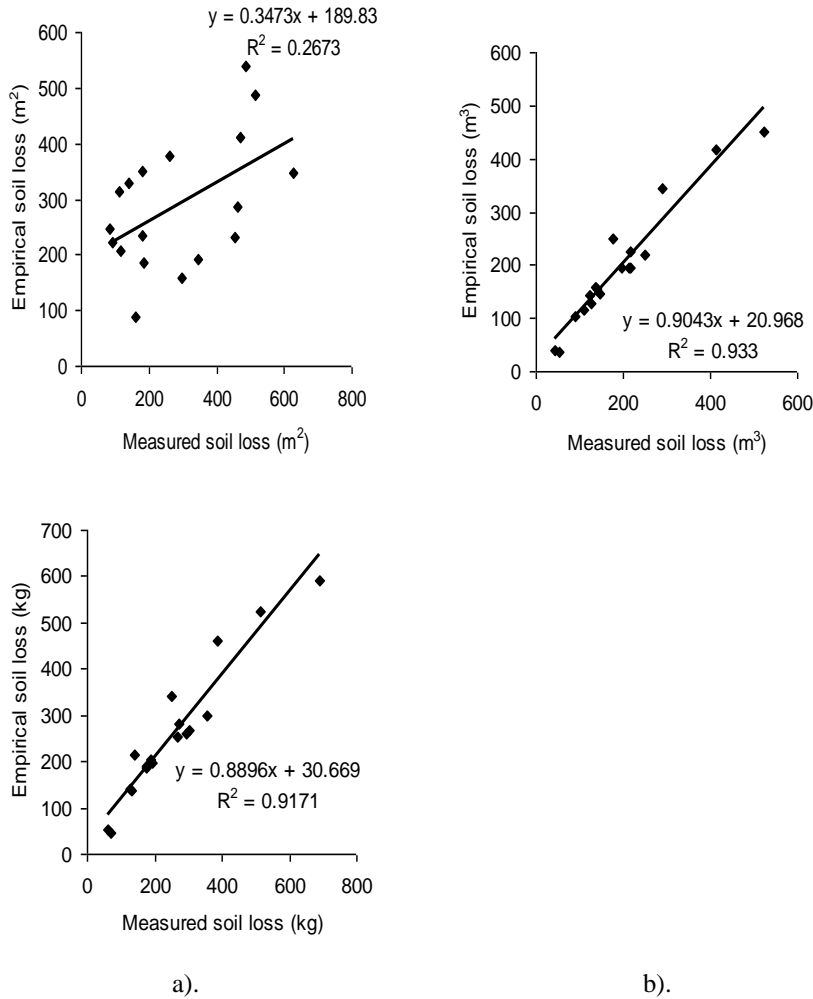 y = 0.3473x + 189.83
R² = 0.2673
600
500
400
300
200
100
0
0 200 400 600 800
Empirical soil loss (m²)
Measured soil loss (m²)
600
500
400
300
200
100
0
0 200 400 600
y = 0.9043x + 20.968
R² = 0.933
Empirical soil loss (m³)
Measured soil loss (m³)
700
600
500
400
300
200
100
0
0 200 400 600 800
y = 0.8896x + 30.669
R² = 0.9171
Empirical soil loss (kg)
Measured soil loss (kg)
a). b).